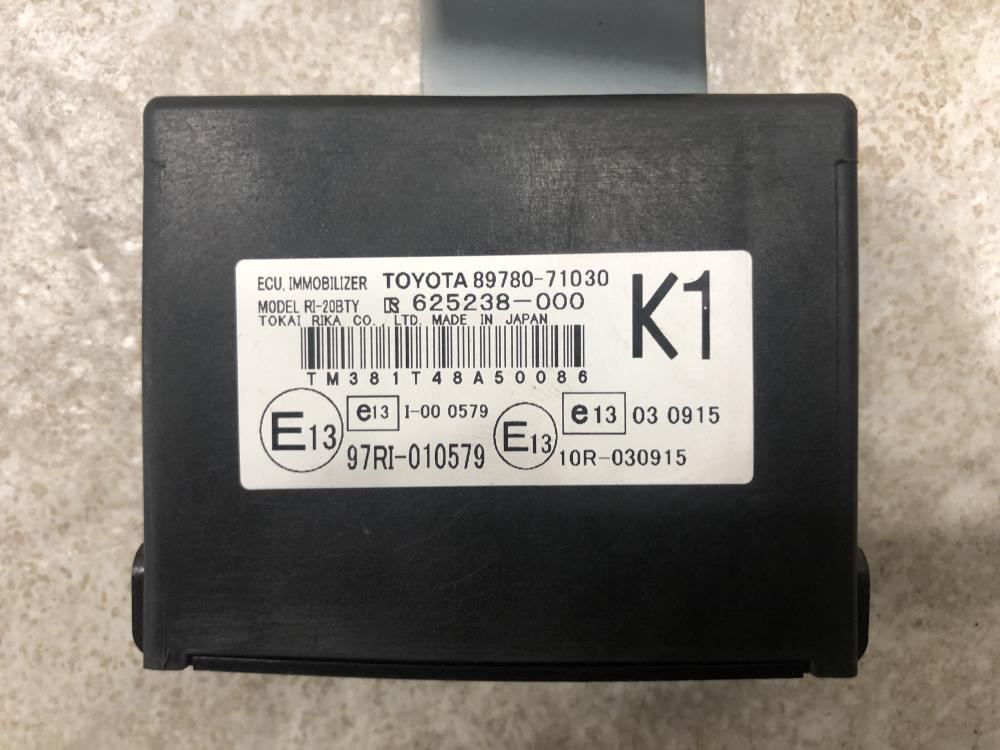 ECU, IMMOBILIZER TOYOTA 89780-71030
MODEL RI-20BTY 625238-000
TOKAI RIKA CO., LTD. MADE IN JAPAN
K1
TM381T48A50086
E13 e13 I-00 0579
97RI-010579
E13 e13 03 0915
10R-030915